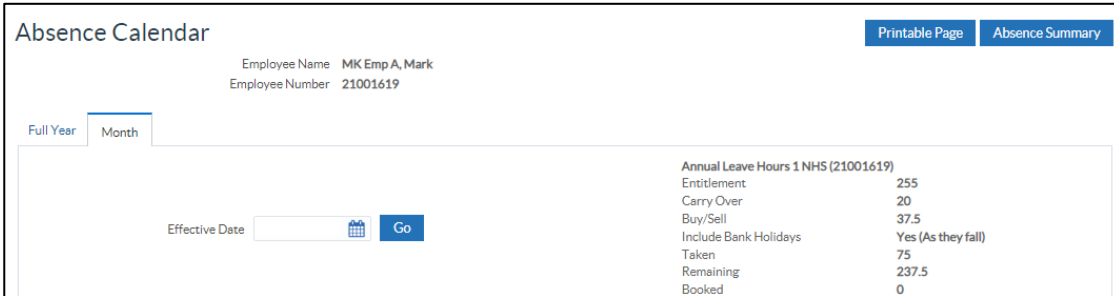 Absence Calendar
Printable Page
Absence Summary
Employee Name MK Emp A, Mark
Employee Number 21001619
Full Year
Month
Effective Date
Go
Annual Leave Hours 1 NHS (21001619)
Entitlement 255
Carry Over 20
Buy/Sell 37.5
Include Bank Holidays Yes (As they fall)
Taken 75
Remaining 237.5
Booked 0